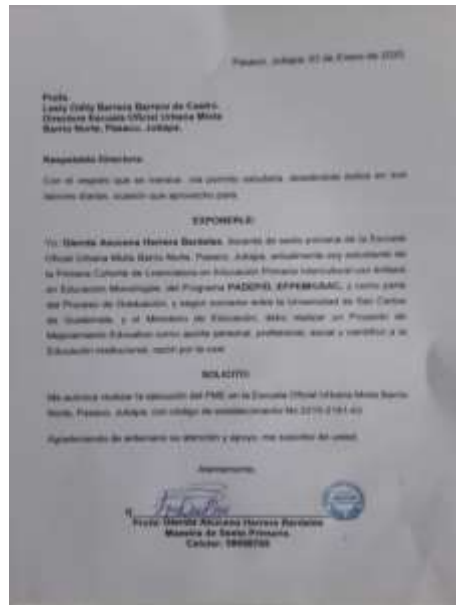 Pasaco, Jutiapa, 07 de Enero de 2020.
Profa.
Lesly Barrera Barrera de Castro.
Directora Escuela Oficial Urbana Mixta
Barrio Norte, Pasaco, Jutiapa.
Respetable Directora:
Con el respeto que se merece, me permito saludarla, deseándole éxitos en sus
labores diarias, ocasión que aprovecho para:
EXPONERLE:
Yo: Glenda Azucena Herrera Bardales, docente de sexto primaria de la Escuela
Oficial Urbana Mixta Barrio Norte, Pasaco, Jutiapa, actualmente soy estudiante de
la Primera Cohorte de Licenciatura en Educación Primaria Intercultural con énfasis
en Educación Monolingüe, del Programa PADEP/D, EFPEM/USAC, y como parte
del Proceso de Graduación, y según convenio entre la Universidad de San Carlos
de Guatemala, y el Ministerio de Educación, debo realizar un Proyecto de
Mejoramiento Educativo como aporte personal, profesional, social y científico a la
Educación institucional, razón por la cual:
SOLICITO:
Me autorice realizar la ejecución del PME en la Escuela Oficial Urbana Mixta Barrio
Norte, Pasaco, Jutiapa, con código de establecimiento No.
Agradeciendo de antemano su atención y apoyo, me suscribo de usted.
Atentamente,
Profa. Glenda Azucena Herrera Bardales
Maestra de Sexto Primaria.
Celular: